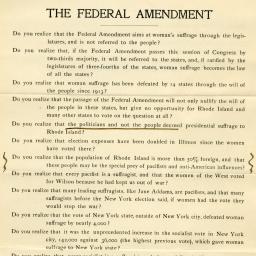 THE FEDERAL AMENDMENT
Do you realize that the Federal Amendment aims at woman's suffrage through the legis-
latures, and is not referred to the people?
Do you realize that, if the Federal Amendment passes this session of Congress by
two-thirds majority, it will be referred to the states, and, if ratified by the
legislatures of three-fourths of the states, woman suffrage becomes the law
of all the states?
Do you realize that woman suffrage has been defeated by 14 states through the will of
the people since 1913?
Do you realize that the passage of the Federal Amendment will not only nullify the will of
the people in these states, but give no opportunity for Rhode Island and
many other states to vote on the question at all?
Do you realize that the politicians and not the people decreed presidential suffrage to
Rhode Island?
Do you realize that election expenses have been doubled in Illinois since the women
have voted there?
Do you realize that the population of Rhode Island is more than 30% foreign, and that
these people may be the special prey of pacifists and anti-American influences?
Do you realize that every pacifist is a suffragist, and that the women of the West voted
for Wilson because he had kept us out of war?
Do you realize that many leading suffragists, like Jane Addams, are pacifists, and that many
suffragists before the New York election said, if women had the vote they
would stop the war?
Do you realize that the vote of New York state, outside of New York city, defeated woman
suffrage by nearly 4,000?
Do you realize that it was the unprecedented increase in the socialist vote in New York
city, 142,000 against 36,000 (the highest previous vote), which gave woman
suffrage to New York state?